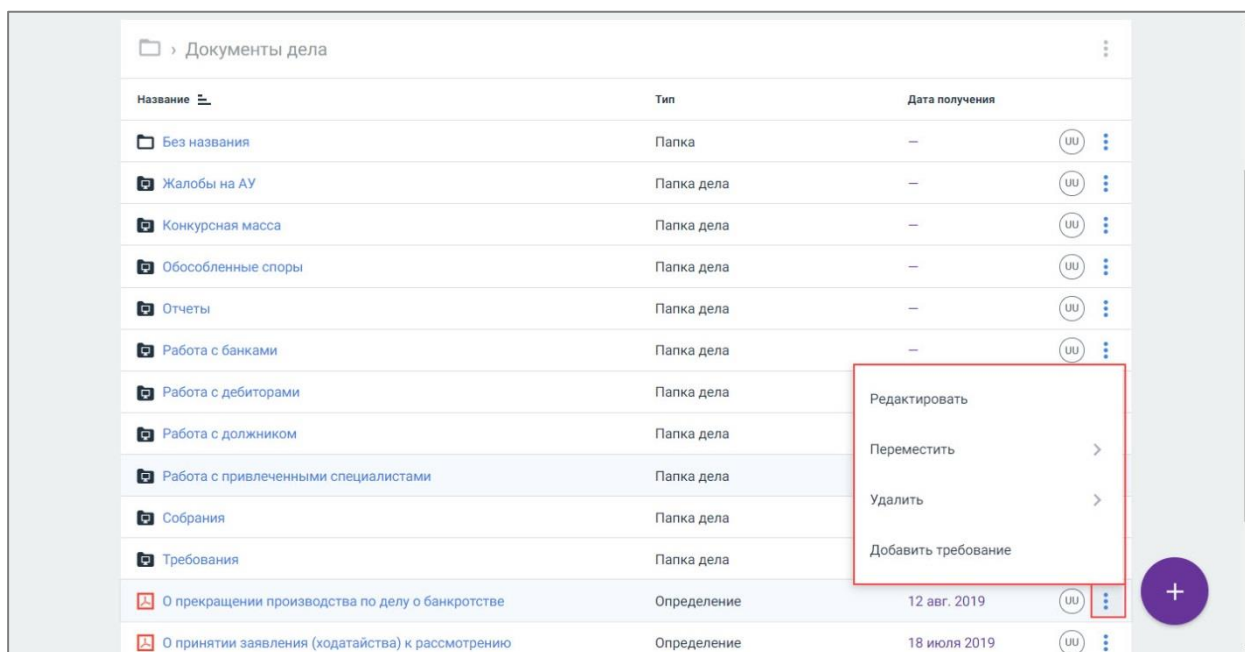 › Документы дела
Название Тип Дата получения
Без названия Папка — UU
Жалобы на АУ Папка дела — UU
Конкурсная масса Папка дела — UU
Обособленные споры Папка дела — UU
Отчеты Папка дела — UU
Работа с банками Папка дела — UU
Работа с дебиторами Папка дела
Работа с должником Папка дела
Работа с привлеченными специалистами Папка дела
Собрания Папка дела
Требования Папка дела
Редактировать
Переместить
Удалить
Добавить требование
О прекращении производства по делу о банкротстве Определение 12 авг. 2019 UU
+
О принятии заявления (ходатайства) к рассмотрению Определение 18 июля 2019 UU